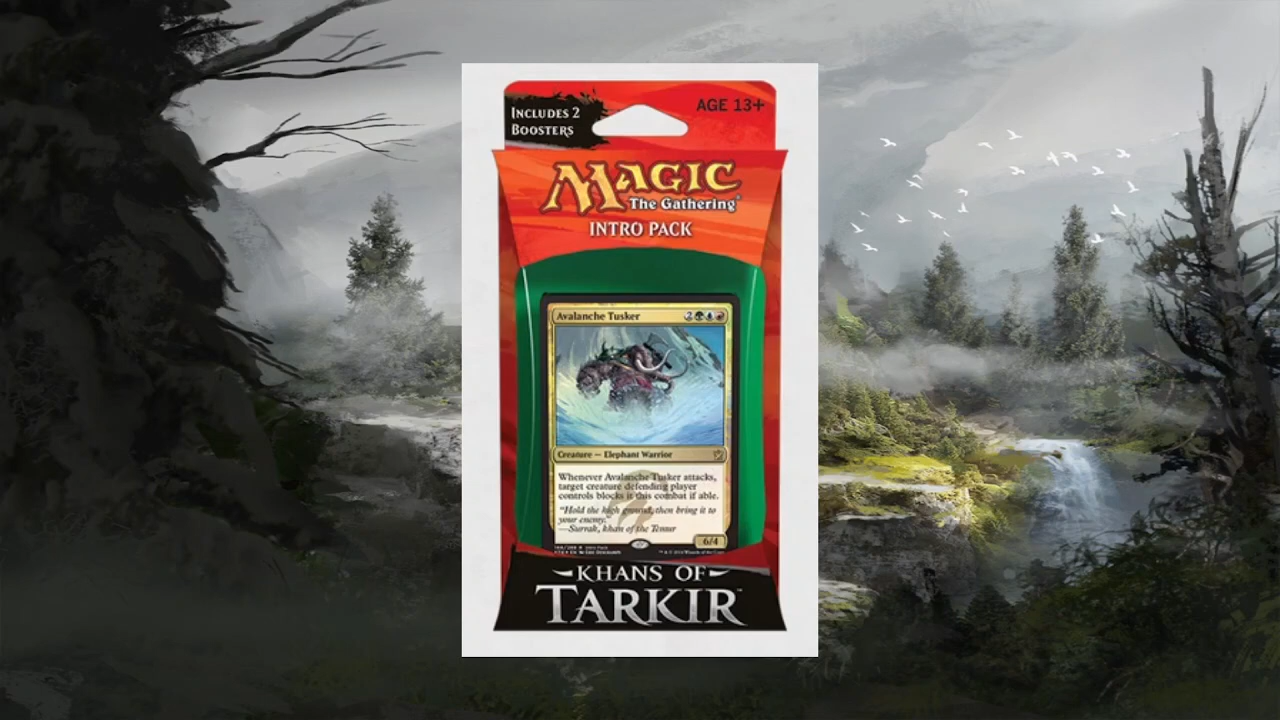 INCLUDES 2
BOOSTERS
AGE 13+
MAGIC
The Gathering®
INTRO PACK
Avalanche Tusker
2
Creature — Elephant Warrior
Whenever Avalanche Tusker attacks,
target creature defending player
controls blocks it this combat if able.
"Hold the high ground, then bring it to
your enemy."
—Surrak, khan of the Temur
6/4
KHANS OF
TARKIR™